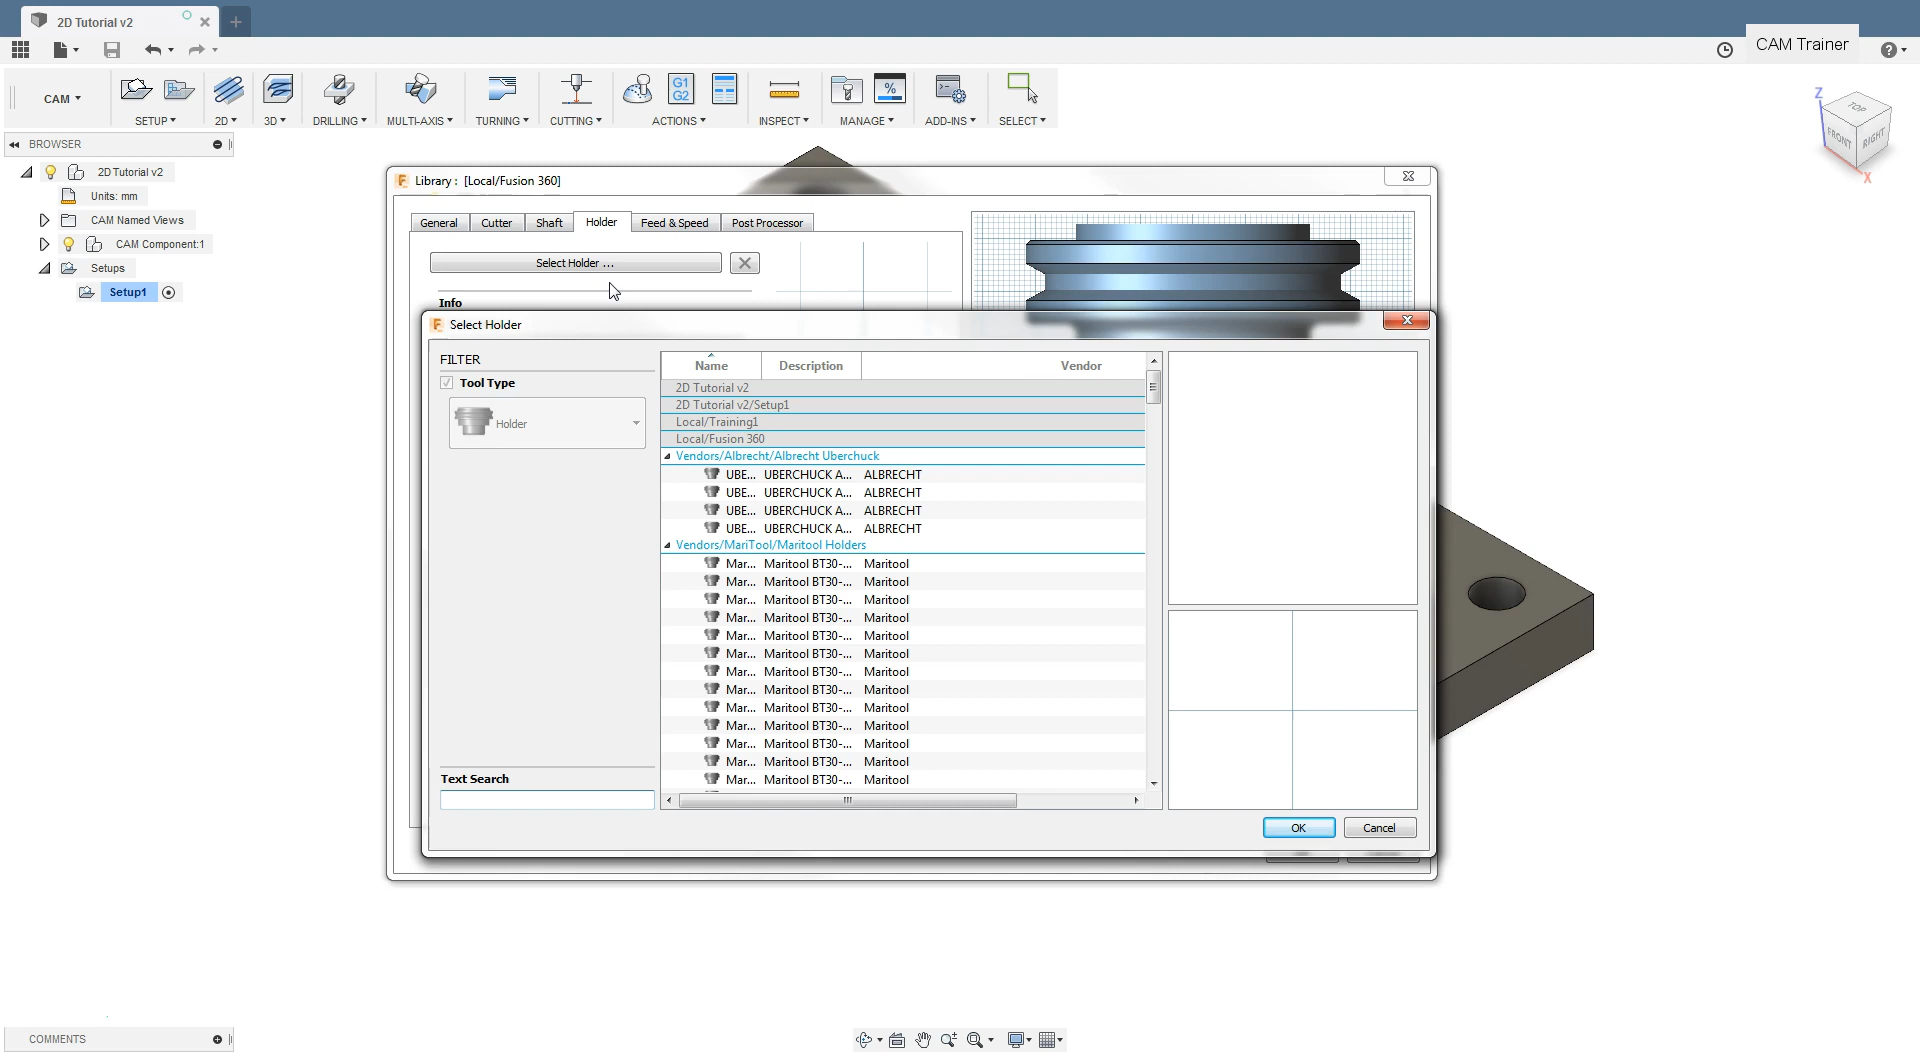 2D Tutorial v2
CAM Trainer
CAM
SETUP
2D
3D
DRILLING
MULTI-AXIS
TURNING
CUTTING
G1
G2
ACTIONS
INSPECT
%
MANAGE
ADD-INS
SELECT
Z
TOP
FRONT
RIGHT
X
BROWSER
2D Tutorial v2
Units: mm
CAM Named Views
CAM Component:1
Setups
Setup1
Library : [Local/Fusion 360]
General
Cutter
Shaft
Holder
Feed & Speed
Post Processor
Select Holder ...
Info
Select Holder
FILTER
Tool Type
Holder
Text Search
Name Description Vendor
2D Tutorial v2
2D Tutorial v2/Setup1
Local/Training1
Local/Fusion 360
Vendors/Albrecht/Albrecht Uberchuck
UBE... UBERCHUCK A... ALBRECHT
UBE... UBERCHUCK A... ALBRECHT
UBE... UBERCHUCK A... ALBRECHT
UBE... UBERCHUCK A... ALBRECHT
Vendors/MariTool/Maritool Holders
Mar... Maritool BT30-... Maritool
Mar... Maritool BT30-... Maritool
Mar... Maritool BT30-... Maritool
Mar... Maritool BT30-... Maritool
Mar... Maritool BT30-... Maritool
Mar... Maritool BT30-... Maritool
Mar... Maritool BT30-... Maritool
Mar... Maritool BT30-... Maritool
Mar... Maritool BT30-... Maritool
Mar... Maritool BT30-... Maritool
Mar... Maritool BT30-... Maritool
Mar... Maritool BT30-... Maritool
Mar... Maritool BT30-... Maritool
OK
Cancel
COMMENTS